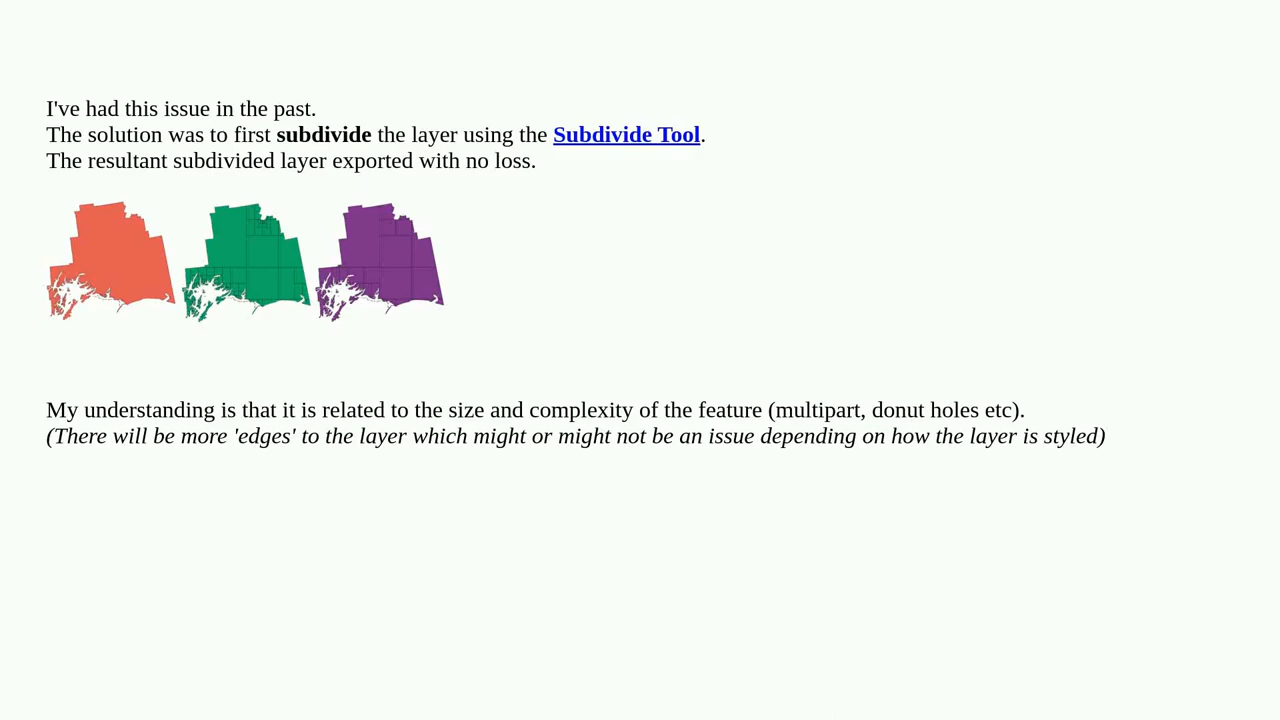 I've had this issue in the past.
The solution was to first subdivide the layer using the Subdivide Tool.
The resultant subdivided layer exported with no loss.
My understanding is that it is related to the size and complexity of the feature (multipart, donut holes etc).
(There will be more 'edges' to the layer which might or might not be an issue depending on how the layer is styled)